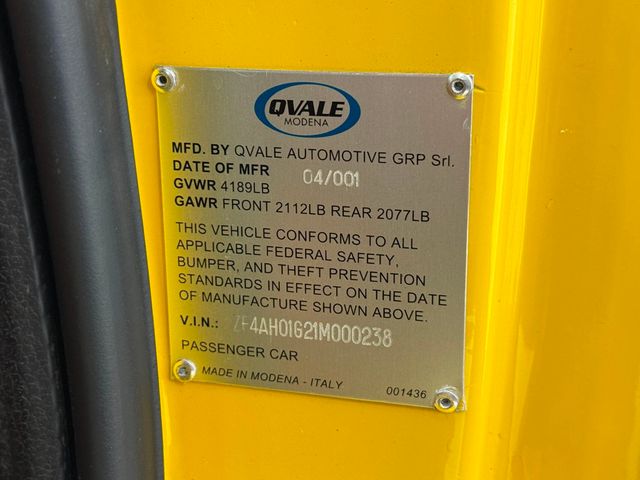 QVALE
MODENA
MFD. BY QVALE AUTOMOTIVE GRP Srl.
DATE OF MFR 04/001
GVWR 4189LB
GAWR FRONT 2112LB REAR 2077LB
THIS VEHICLE CONFORMS TO ALL
APPLICABLE FEDERAL SAFETY,
BUMPER, AND THEFT PREVENTION
STANDARDS IN EFFECT ON THE DATE
OF MANUFACTURE SHOWN ABOVE.
V.I.N.: ZF4AH01G21M000238
PASSENGER CAR
MADE IN MODENA - ITALY
001436